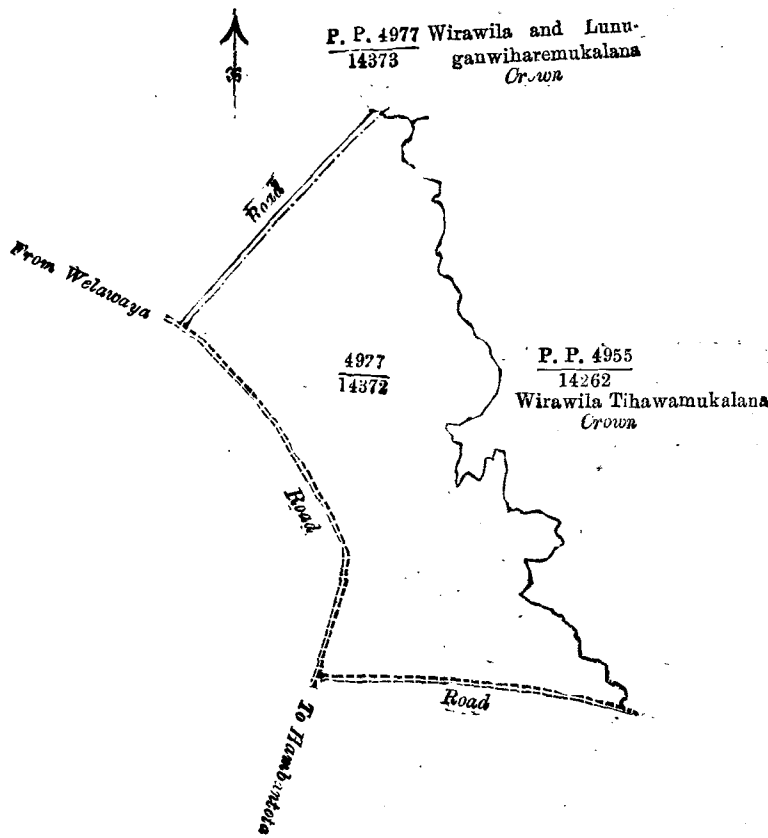 P. P. 4977 Wirawila and Lunu-
14373 ganwiharemukalana
Crown
Road
From Welawaya
4977
14372
P. P. 4955
14262
Wirawila Tihawamukalana
Crown
Road
Road
To Hambantota